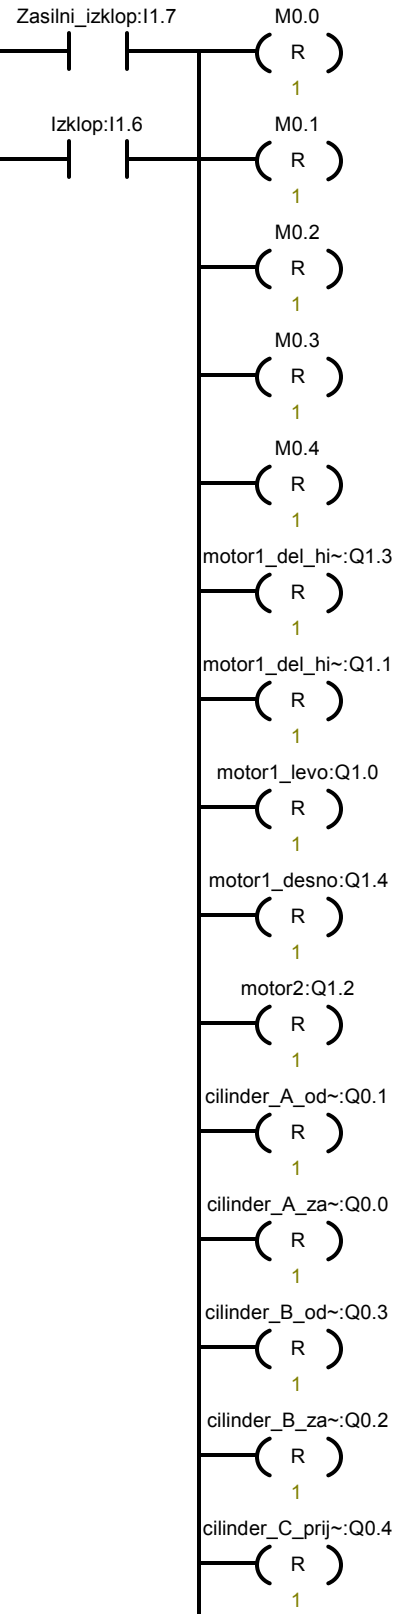 Zasilni_izklop:I1.7 M0.0
R
1
Izklop:I1.6 M0.1
R
1
M0.2
R
1
M0.3
R
1
M0.4
R
1
motor1_del_hi~:Q1.3
R
1
motor1_del_hi~:Q1.1
R
1
motor1_levo:Q1.0
R
1
motor1_desno:Q1.4
R
1
motor2:Q1.2
R
1
cilinder_A_od~:Q0.1
R
1
cilinder_A_za~:Q0.0
R
1
cilinder_B_od~:Q0.3
R
1
cilinder_B_za~:Q0.2
R
1
cilinder_C_prij~:Q0.4
R
1